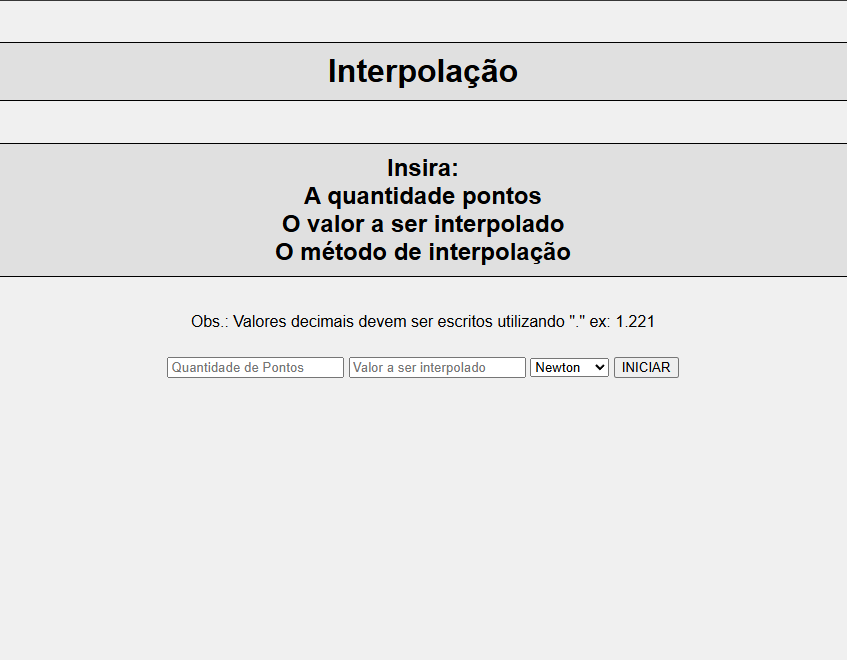 Interpolação
Insira:
A quantidade pontos
O valor a ser interpolado
O método de interpolação
Obs.: Valores decimais devem ser escritos utilizando "." ex: 1.221
Quantidade de Pontos Valor a ser interpolado Newton INICIAR